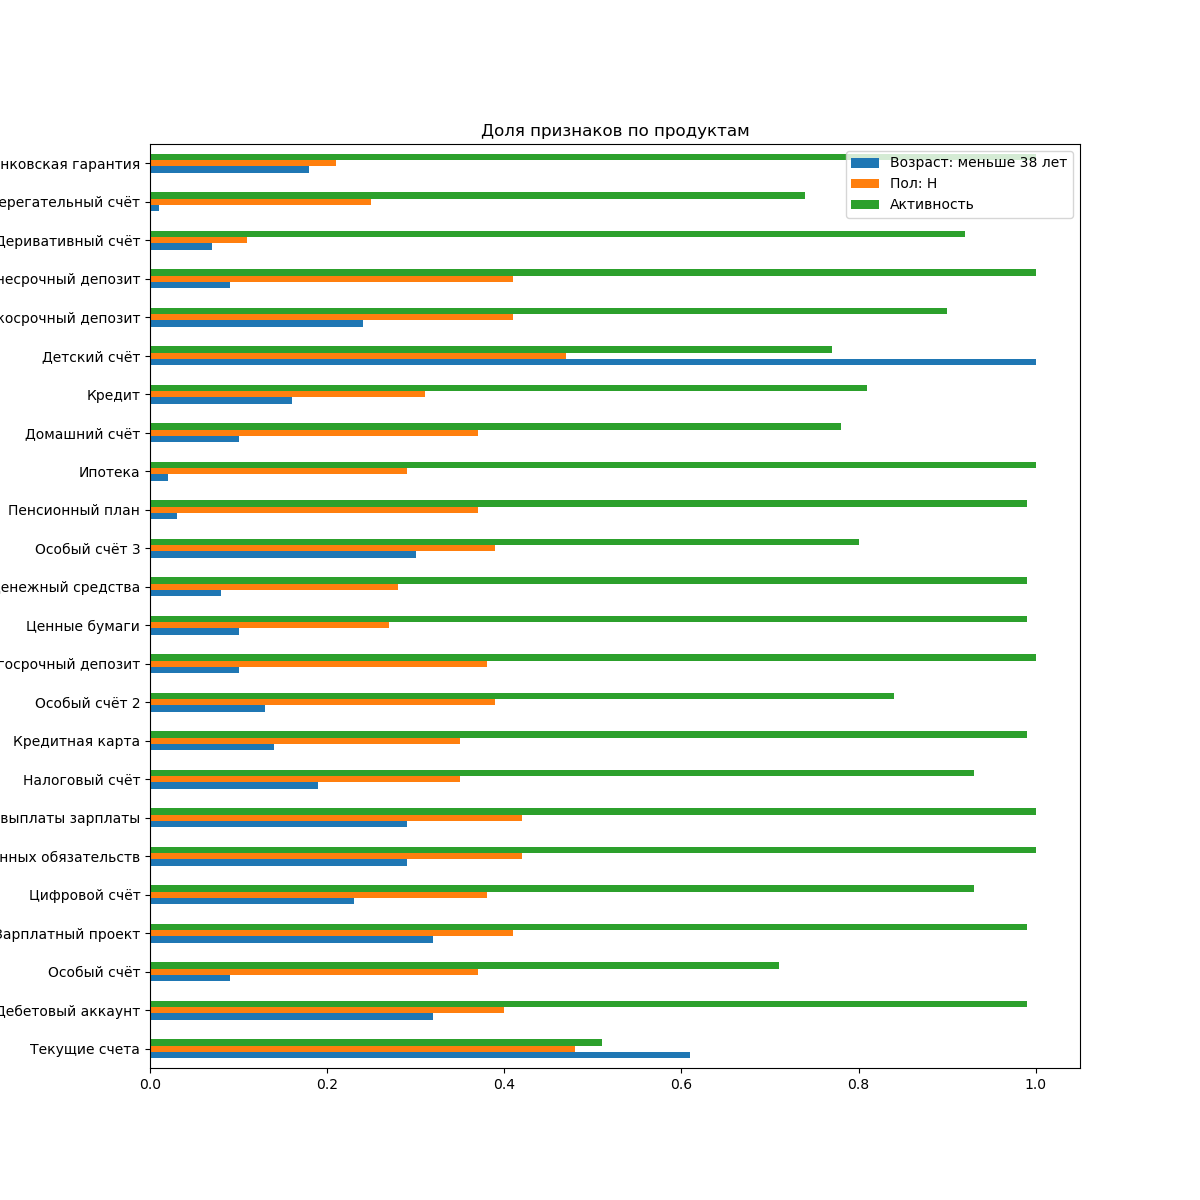 Доля признаков по продуктам
Возраст: меньше 38 лет
Пол: H
Активность
нковская гарантия
ерегательный счёт
Деривативный счёт
несрочный депозит
косрочный депозит
Детский счёт
Кредит
Домашний счёт
Ипотека
Пенсионный план
Особый счёт 3
енежный средства
Ценные бумаги
госрочный депозит
Особый счёт 2
Кредитная карта
Налоговый счёт
выплаты зарплаты
нных обязательств
Цифровой счёт
Зарплатный проект
Особый счёт
Дебетовый аккаунт
Текущие счета
0.0 0.2 0.4 0.6 0.8 1.0